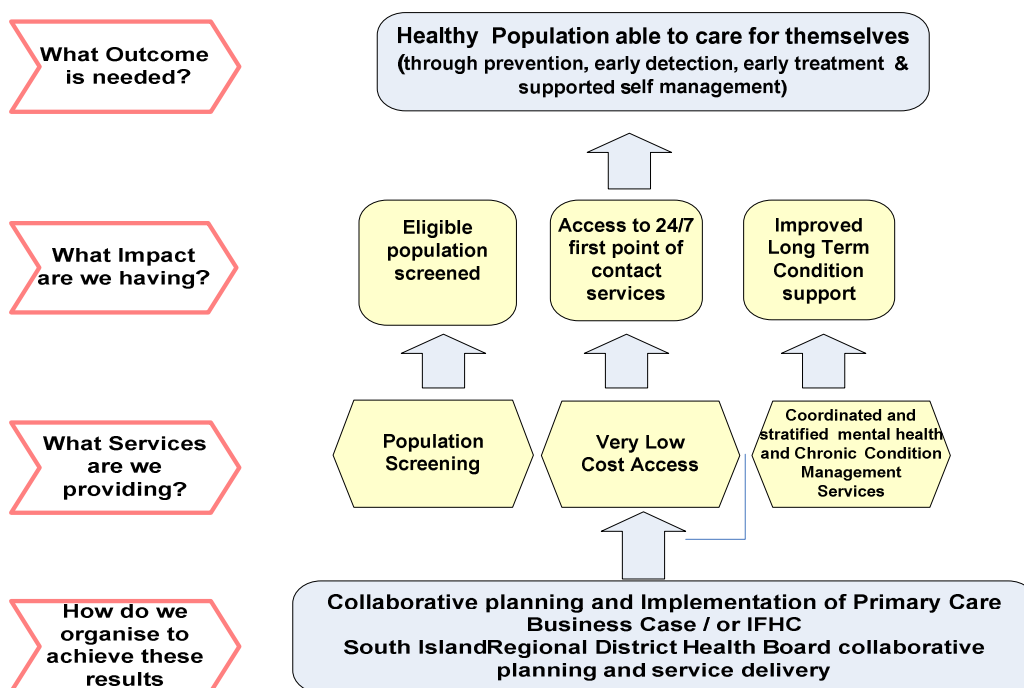 What Outcome
is needed?
Healthy Population able to care for themselves
(through prevention, early detection, early treatment &
supported self management)
What Impact
are we having?
Eligible
population
screened
Access to 24/7
first point of
contact
services
Improved
Long Term
Condition
support
What Services
are we
providing?
Population
Screening
Very Low
Cost Access
Coordinated and
stratified mental health
and Chronic Condition
Management
Services
How do we
organise to
achieve these
results
Collaborative planning and Implementation of Primary Care
Business Case / or IFHC
South IslandRegional District Health Board collaborative
planning and service delivery